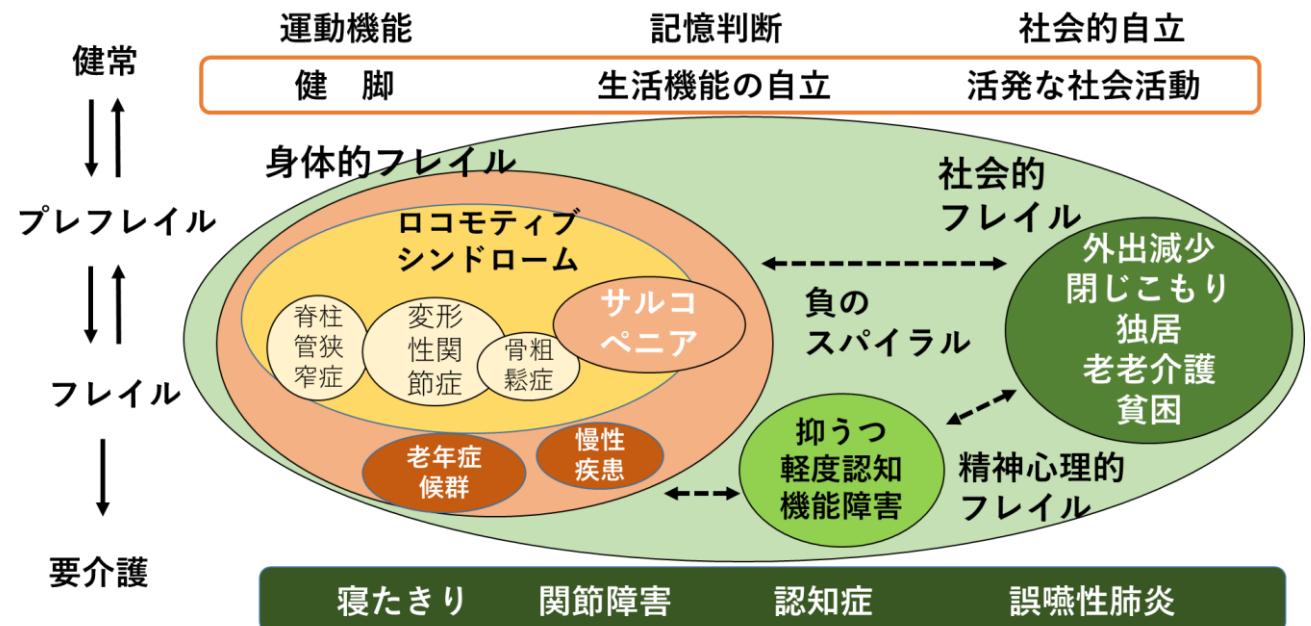 運動機能
記憶判断
社会的自立
健常
健　脚
生活機能の自立
活発な社会活動
プレフレイル
フレイル
要介護
身体的フレイル
ロコモティブ
シンドローム
脊柱
管狭
窄症
変形
性関
節症
骨粗
鬆症
サルコ
ペニア
老年症
候群
慢性
疾患
負の
スパイラル
社会的
フレイル
外出減少
閉じこもり
独居
老老介護
貧困
抑うつ
軽度認知
機能障害
精神心理的
フレイル
寝たきり
関節障害
認知症
誤嚥性肺炎